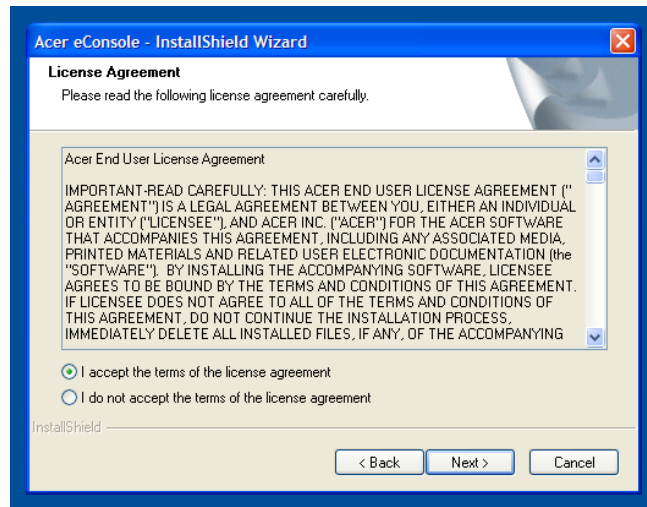 Acer eConsole - InstallShield Wizard
License Agreement
Please read the following license agreement carefully.
Acer End User License Agreement
IMPORTANT-READ CAREFULLY: THIS ACER END USER LICENSE AGREEMENT ("
AGREEMENT") IS A LEGAL AGREEMENT BETWEEN YOU, EITHER AN INDIVIDUAL
OR ENTITY ("LICENSEE"), AND ACER INC. ("ACER") FOR THE ACER SOFTWARE
THAT ACCOMPANIES THIS AGREEMENT, INCLUDING ANY ASSOCIATED MEDIA,
PRINTED MATERIALS AND RELATED USER ELECTRONIC DOCUMENTATION (the
"SOFTWARE"). BY INSTALLING THE ACCOMPANYING SOFTWARE, LICENSEE
AGREES TO BE BOUND BY THE TERMS AND CONDITIONS OF THIS AGREEMENT.
IF LICENSEE DOES NOT AGREE TO ALL OF THE TERMS AND CONDITIONS OF
THIS AGREEMENT, DO NOT CONTINUE THE INSTALLATION PROCESS,
IMMEDIATELY DELETE ALL INSTALLED FILES, IF ANY, OF THE ACCOMPANYING
I accept the terms of the license agreement
I do not accept the terms of the license agreement
InstallShield
< Back Next > Cancel